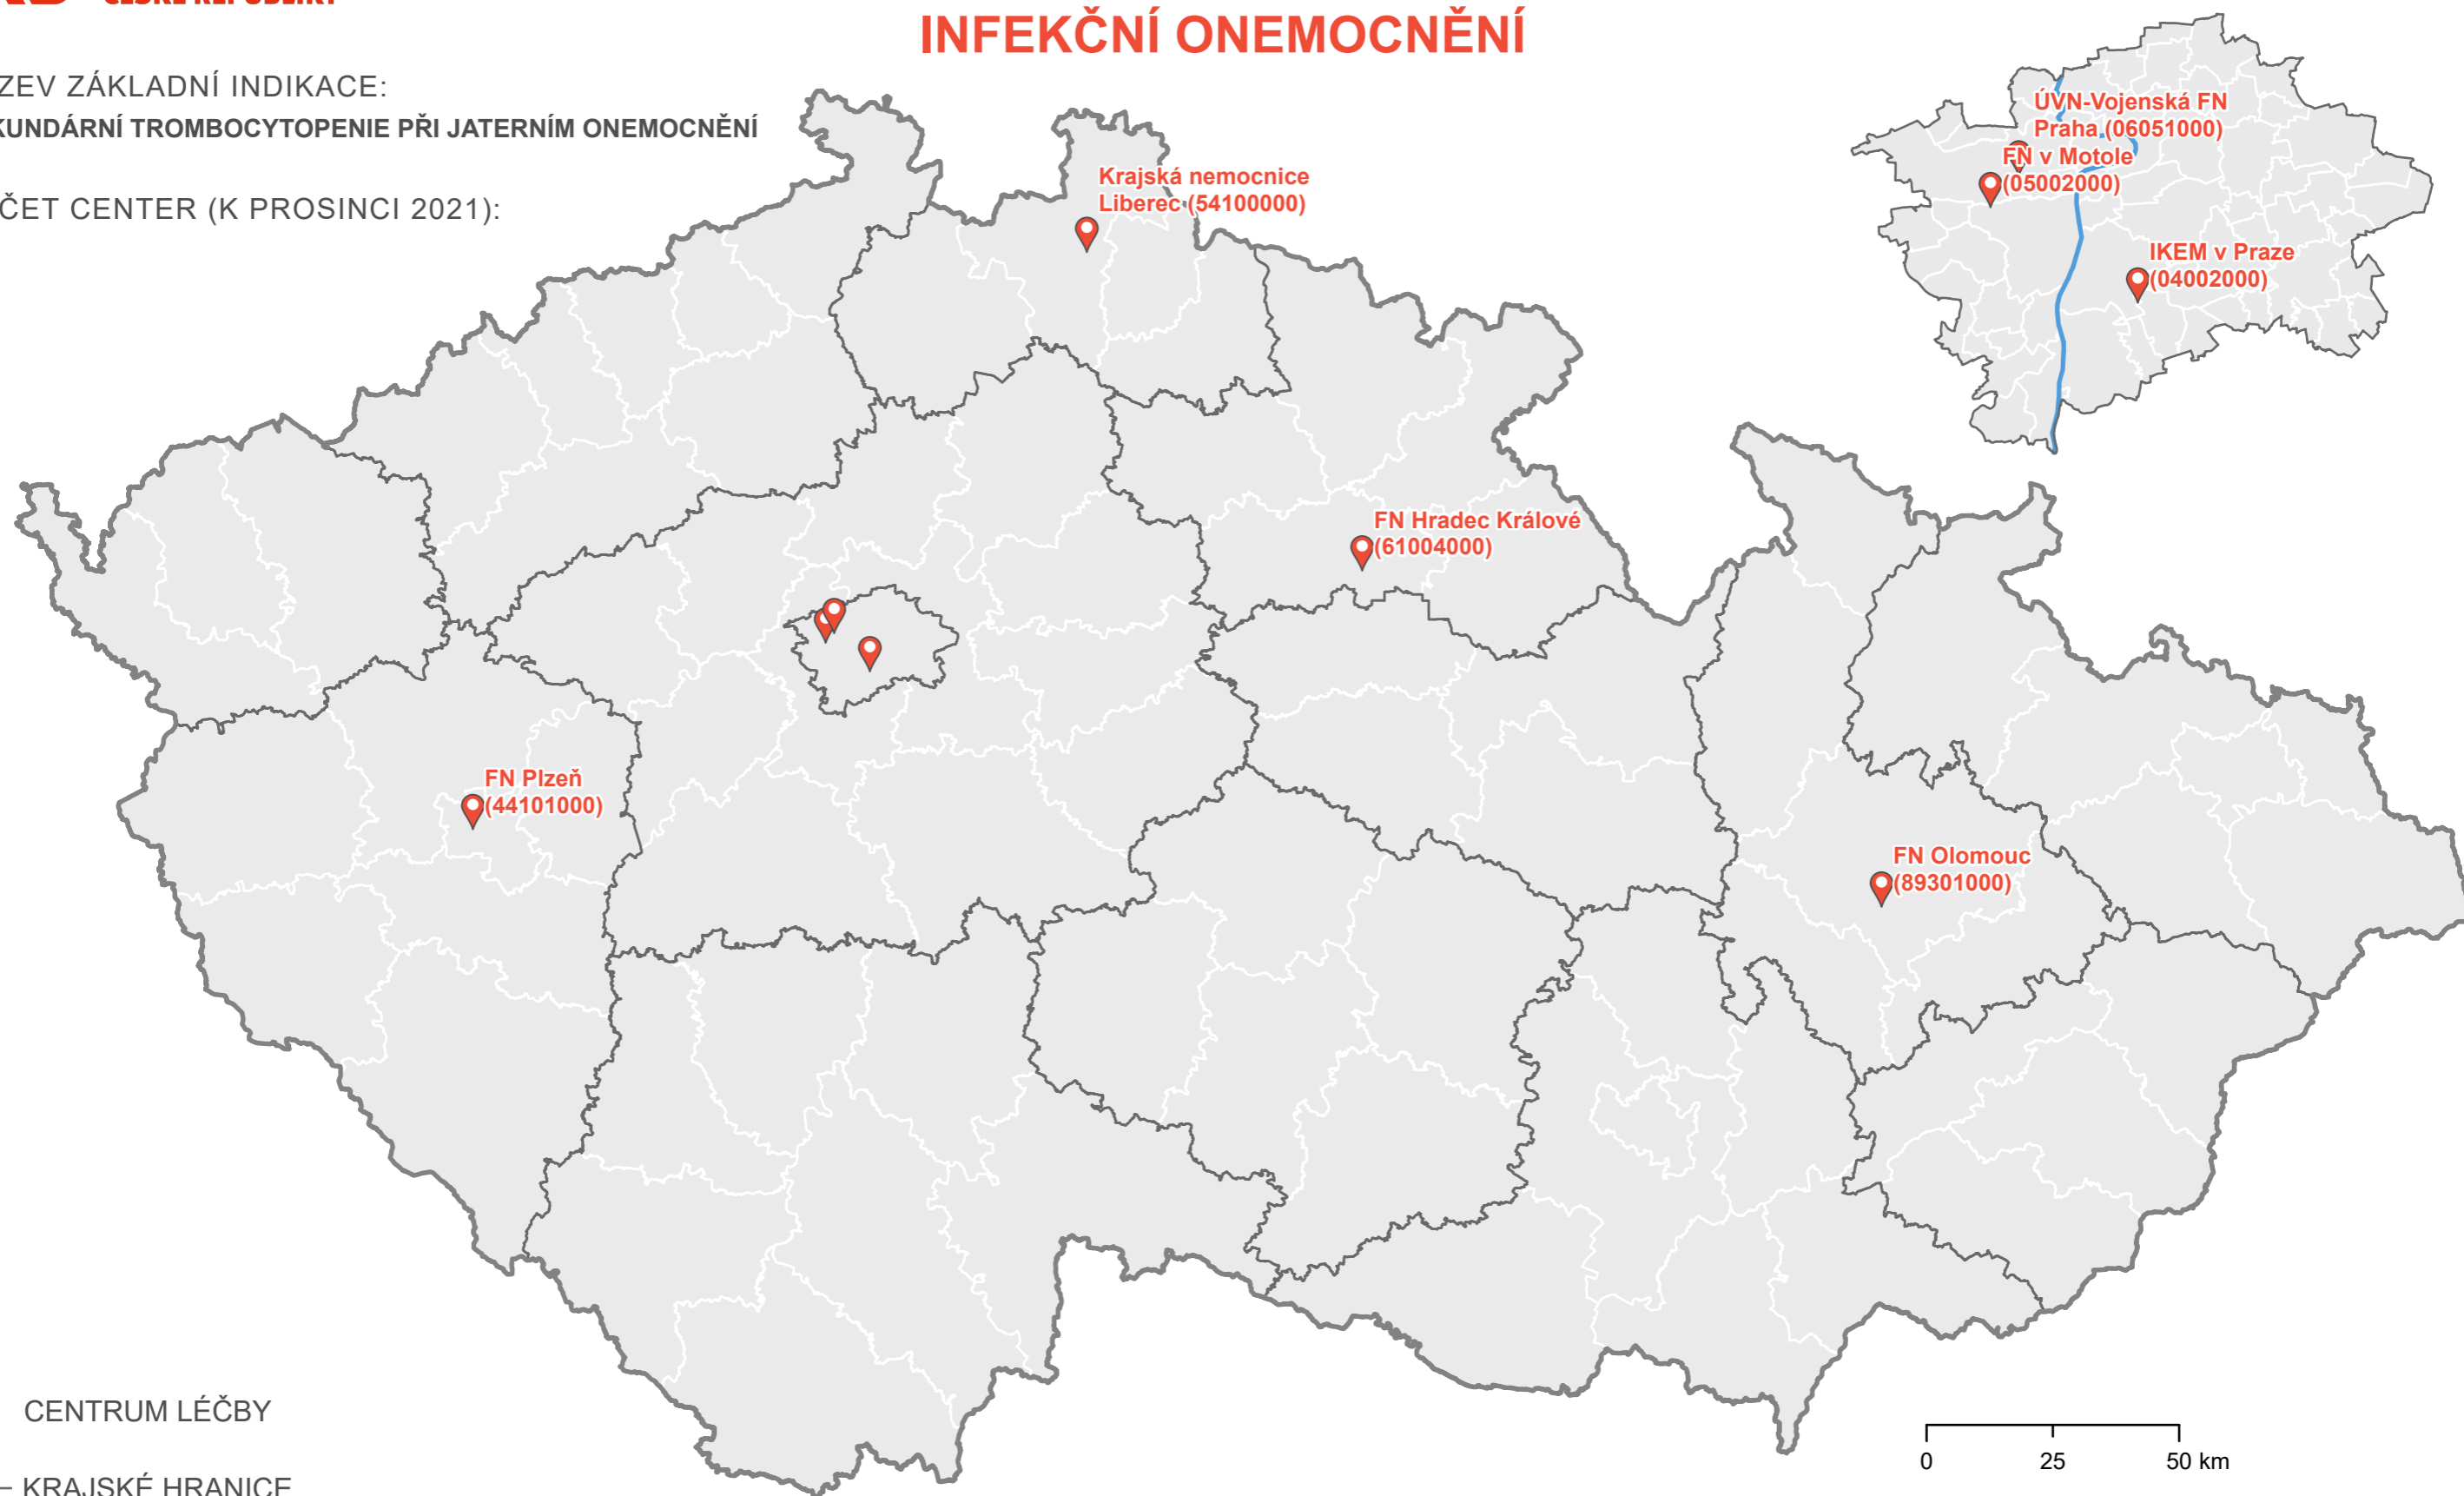 ČESKÉ REPUBLIKY
INFEKČNÍ ONEMOCNĚNÍ
ZEV ZÁKLADNÍ INDIKACE:
KUNDÁRNÍ TROMBOCYTOPENIE PŘI JATERNÍM ONEMOCNĚNÍ
ČET CENTER (K PROSINCI 2021):
ÚVN-Vojenská FN
Praha (06051000)
FN v Motole
(05002000)
IKEM v Praze
(04002000)
Krajská nemocnice
Liberec (54100000)
FN Hradec Králové
(61004000)
FN Plzeň
(44101000)
FN Olomouc
(89301000)
CENTRUM LÉČBY
KRAJSKÉ HRANICE
0 25 50 km